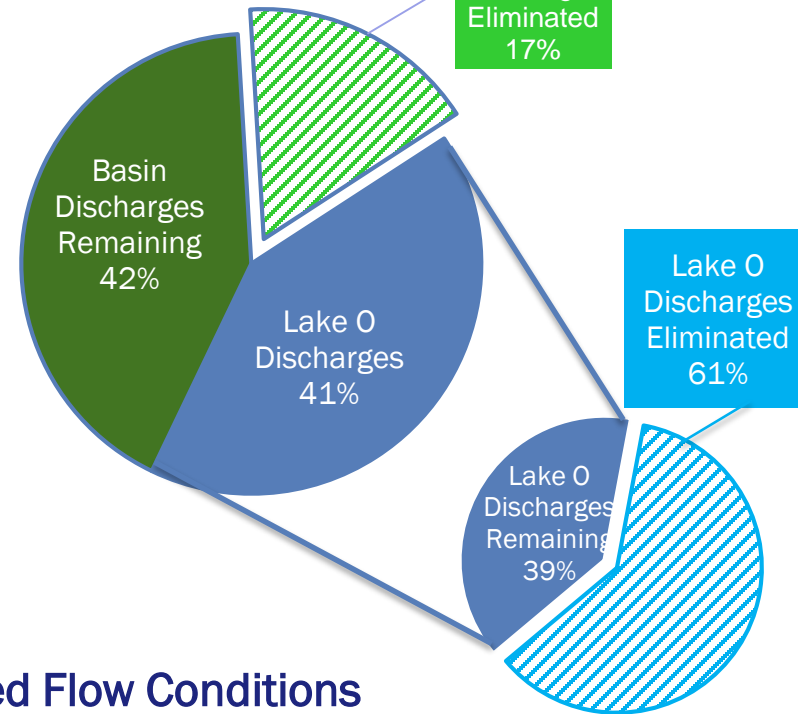 Eliminated
17%
Basin
Discharges
Remaining
42%
Lake O
Discharges
41%
Lake O
Discharges
Eliminated
61%
Lake O
Discharges
Remaining
39%
ed Flow Conditions